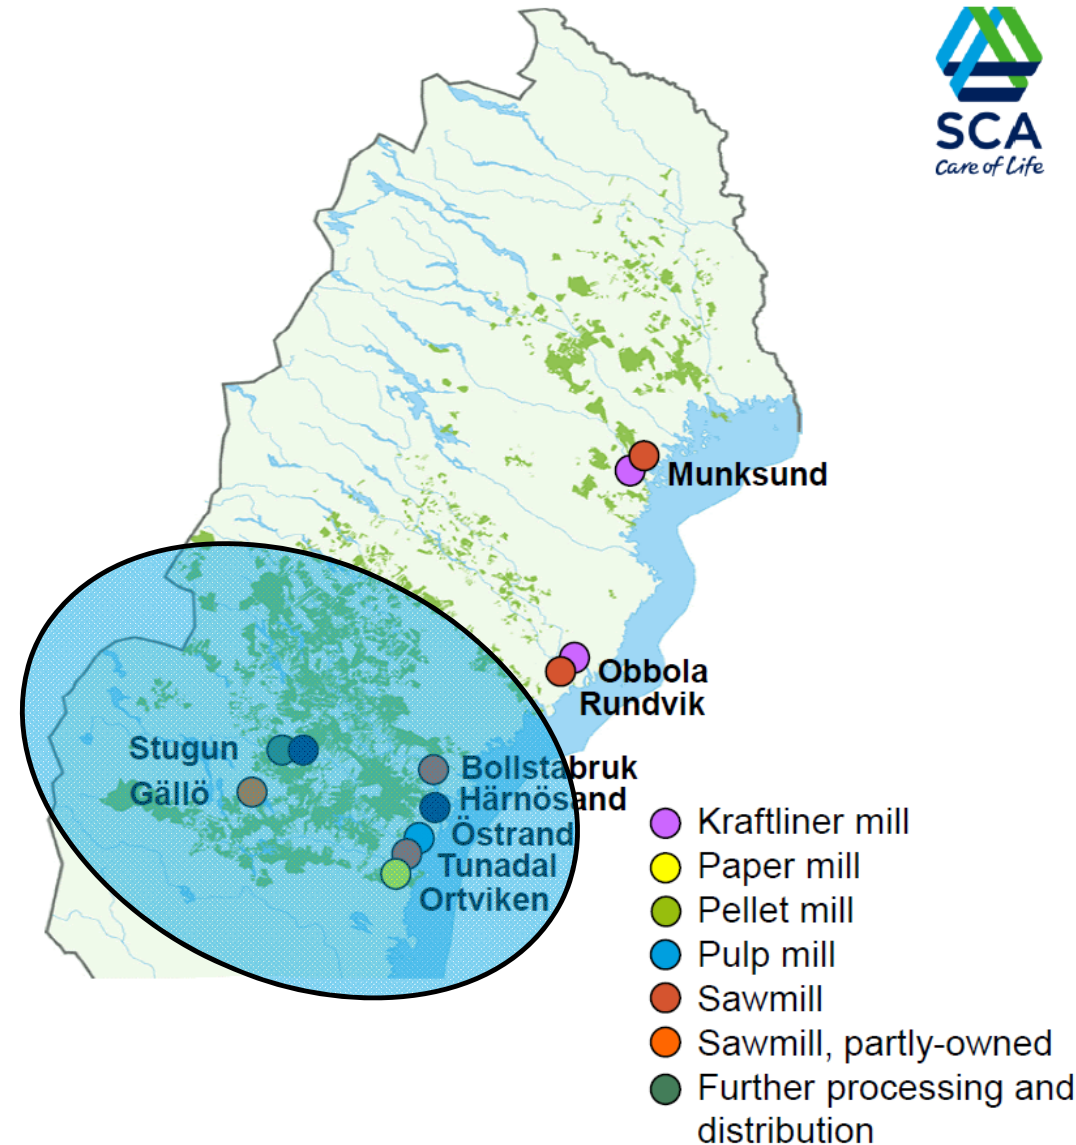 SCA
Care of Life
Munksund
Obbola
Rundvik
Stugun
Gällö
Bollstabruk
Härnösand
Östrand
Tunadal
Ortviken
Kraftliner mill
Paper mill
Pellet mill
Pulp mill
Sawmill
Sawmill, partly-owned
Further processing and
distribution